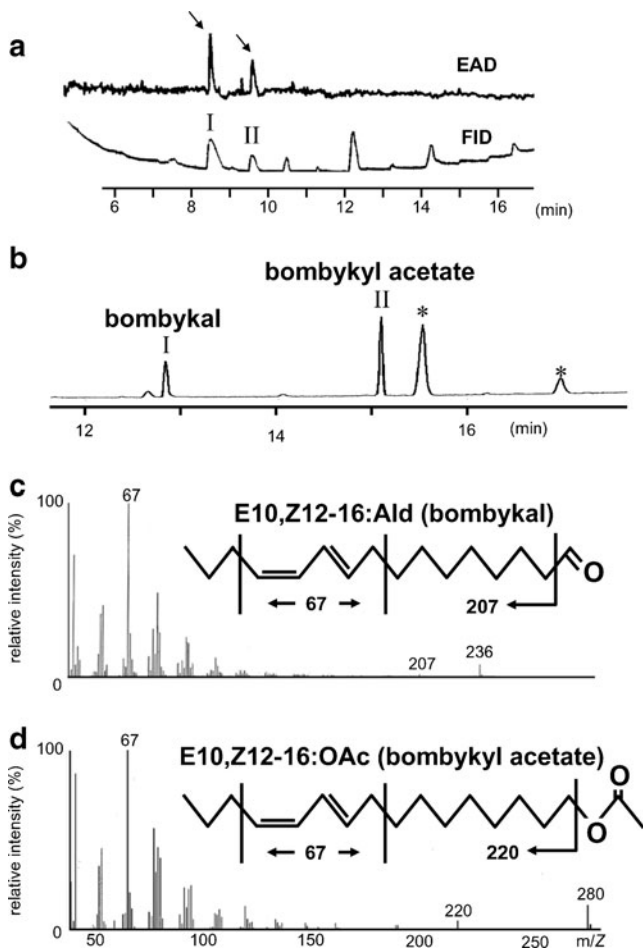 a
EAD
I
II
FID
6 8 9 10 12 14 16 (min)
b
bombykyl acetate
bombykal
II
*
I
*
12 14 16 (min)
c
100
67
E10,Z12-16:Ald (bombykal)
O
67
207
relative intensity (%)
207
236
0
d
100
67
E10,Z12-16:OAc (bombykyl acetate)
O
O
67
220
relative intensity (%)
220
280
0
50 100 150 200 250 m/Z